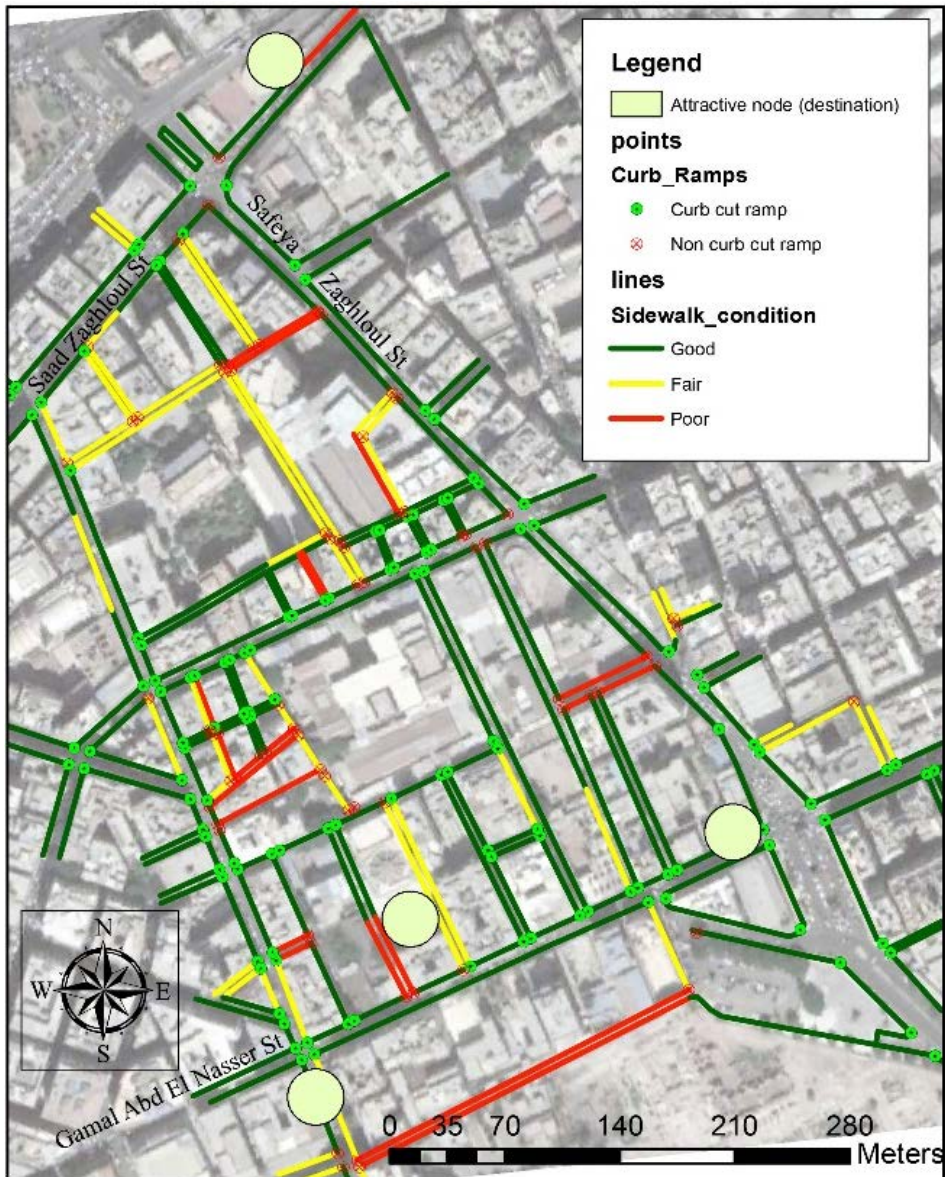 Legend
Attractive node (destination)
points
Curb_Ramps
Curb cut ramp
Non curb cut ramp
lines
Sidewalk_condition
Good
Fair
Poor
Safeya
Zaghloul St
Saad Zaghloul St
N
W E
S
Gamal Abd El Nasser St
0 35 70 140 210 280
Meters